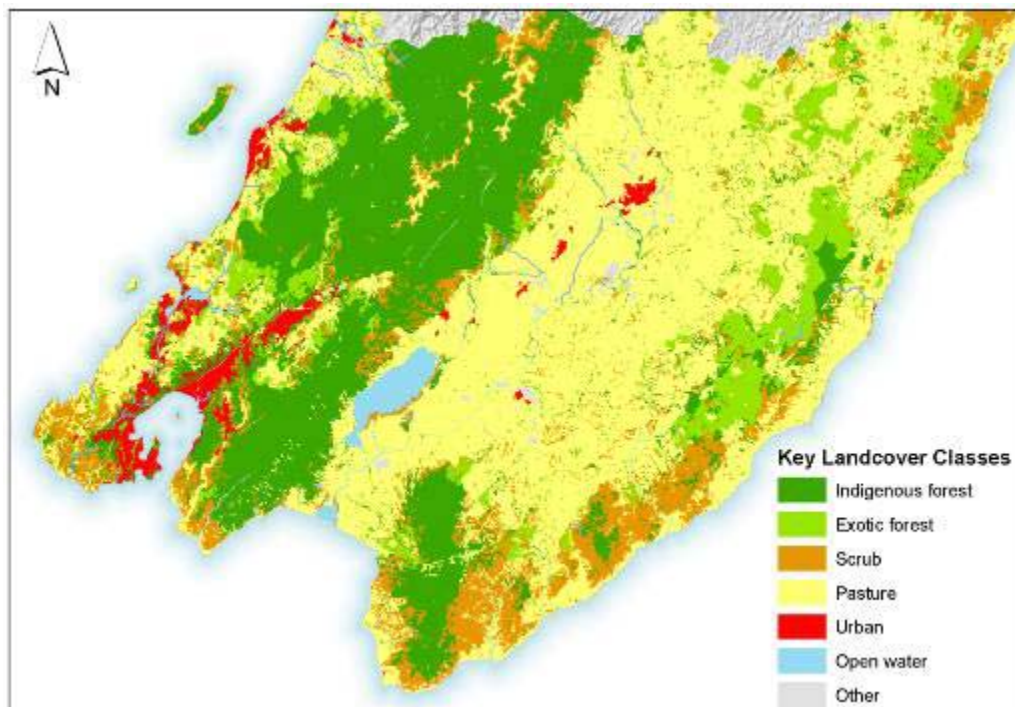 N
Key Landcover Classes
Indigenous forest
Exotic forest
Scrub
Pasture
Urban
Open water
Other